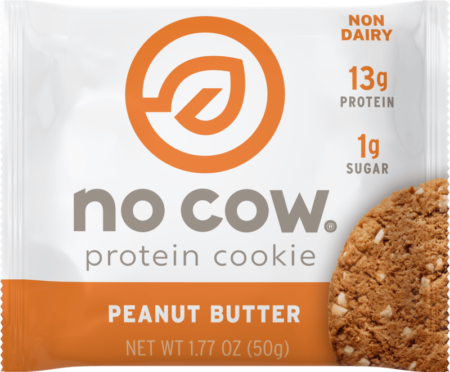 NON
DAIRY
13g
PROTEIN
1g
SUGAR
no cow.®
protein cookie
PEANUT BUTTER
NET WT 1.77 OZ (50g)